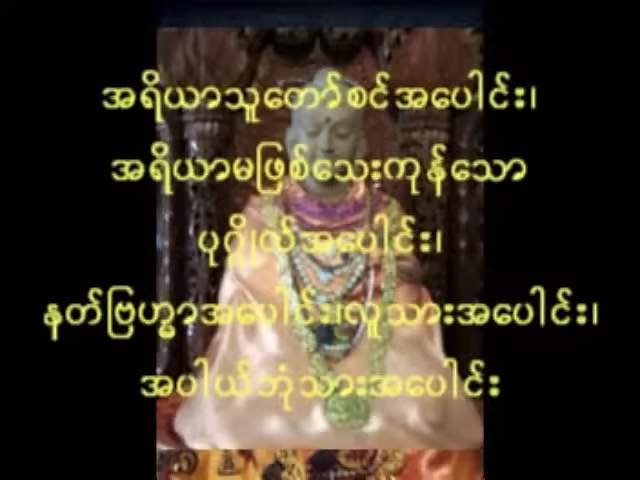 အရိယာသူတော်စင်အပေါင်း၊
အရိယာမဖြစ်သေးကုန်သော
ပုဂ္ဂိုလ်အပေါင်း၊
နတ်ဗြဟ္မာအပေါင်း၊လူသားအပေါင်း၊
အပါယ်ဘုံသားအပေါင်း